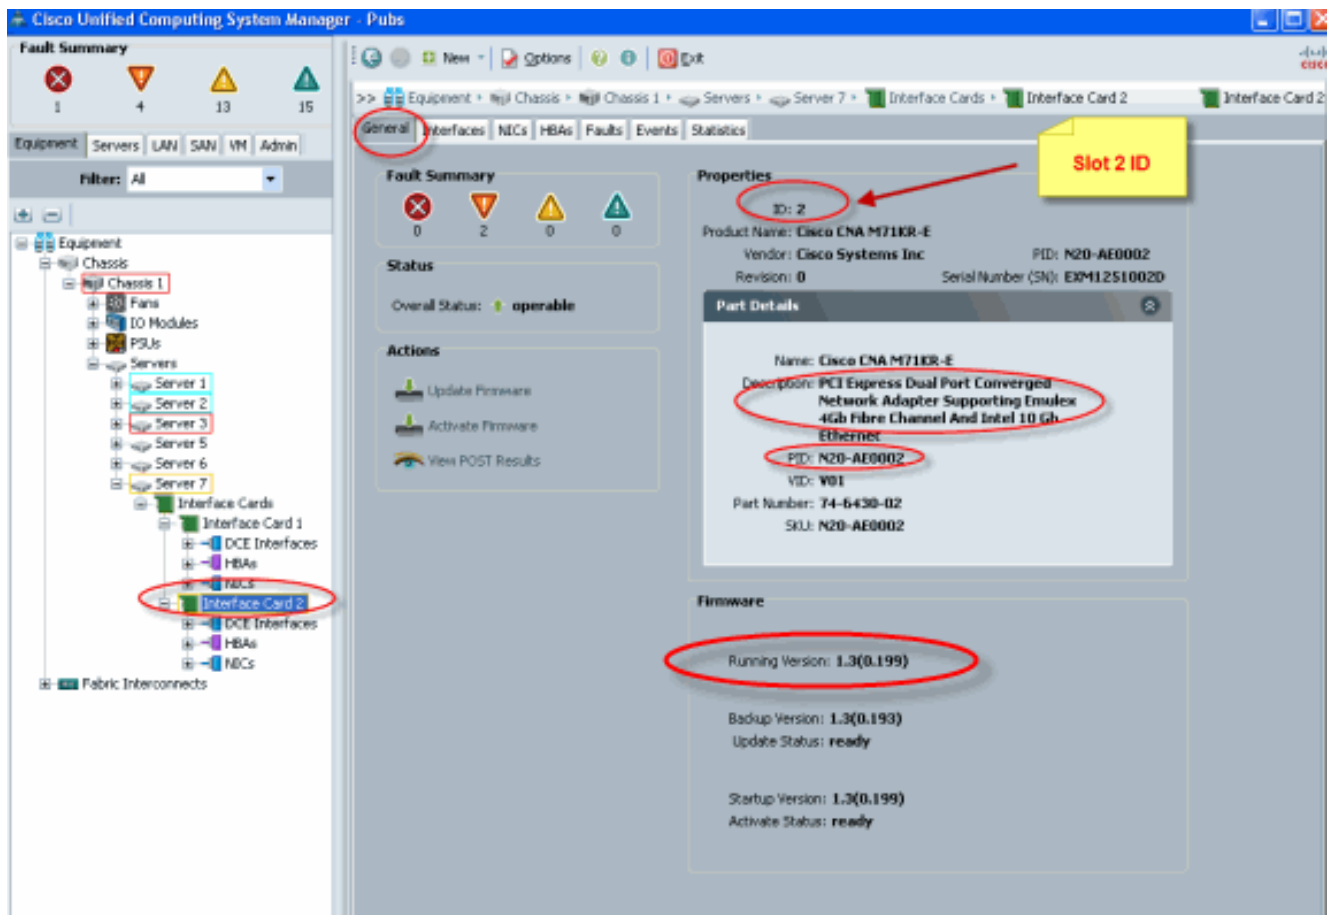 Cisco Unified Computing System Manager - Pubs
Fault Summary
1 4 13 15
Equipment Servers LAN SAN VM Admin
Filter: All
Equipment
Chassis
Chassis 1
Fans
IO Modules
PSUs
Servers
Server 1
Server 2
Server 3
Server 5
Server 6
Server 7
Interface Cards
Interface Card 1
DCE Interfaces
HBAs
NICs
Interface Card 2
DCE Interfaces
HBAs
NICs
Fabric Interconnects
New Options Exit
CISCO
>> Equipment Chassis Chassis 1 Servers Server 7 Interface Cards Interface Card 2 Interface Card 2
General Interfaces NICs HBAs Faults Events Statistics
Slot 2 ID
Fault Summary
0 2 0 0
Status
Overall Status: operable
Actions
Update Firmware
Activate Firmware
View POST Results
Properties
ID: 2
Product Name: Cisco CNA M71KR-E
Vendor: Cisco Systems Inc PID: N20-AE0002
Revision: 0 Serial Number (SN): EXM1251002D
Part Details
Name: Cisco CNA M71KR-E
Description: PCI Express Dual Port Converged
Network Adapter Supporting Emulex
4Gb Fibre Channel And Intel 10 Gb
Ethernet
PID: N20-AE0002
VID: V01
Part Number: 74-6430-02
SKU: N20-AE0002
Firmware
Running Version: 1.3(0.199)
Backup Version: 1.3(0.193)
Update Status: ready
Startup Version: 1.3(0.199)
Activate Status: ready